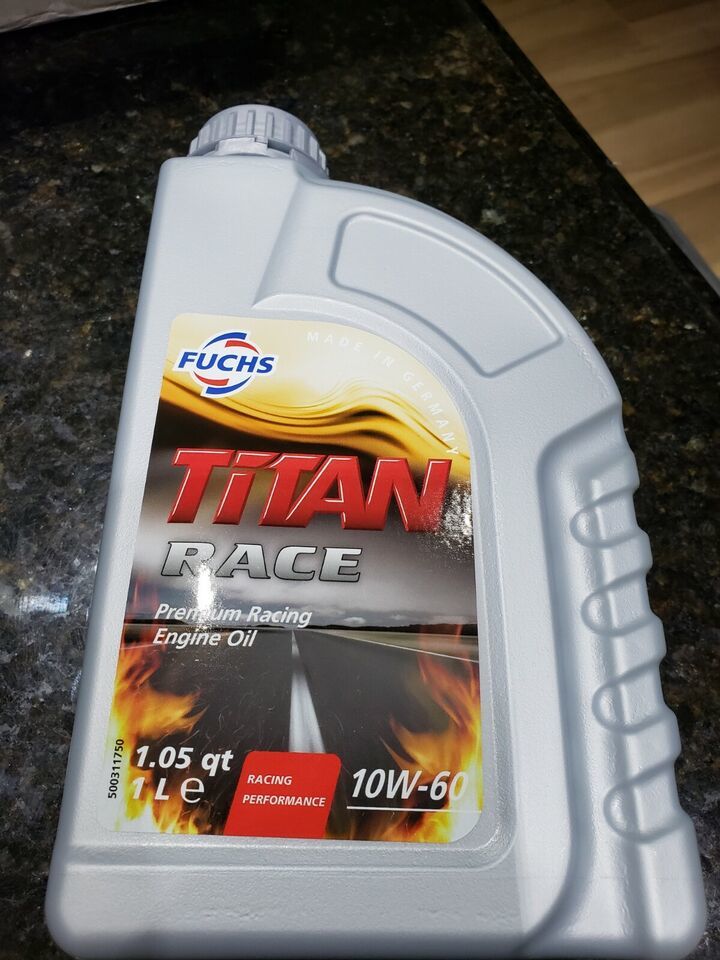 FUCHS
MADE IN GERMANY
TiTAN
RACE
Premium Racing
Engine Oil
500311750
1.05 qt
1 L e
RACING
PERFORMANCE
10W-60